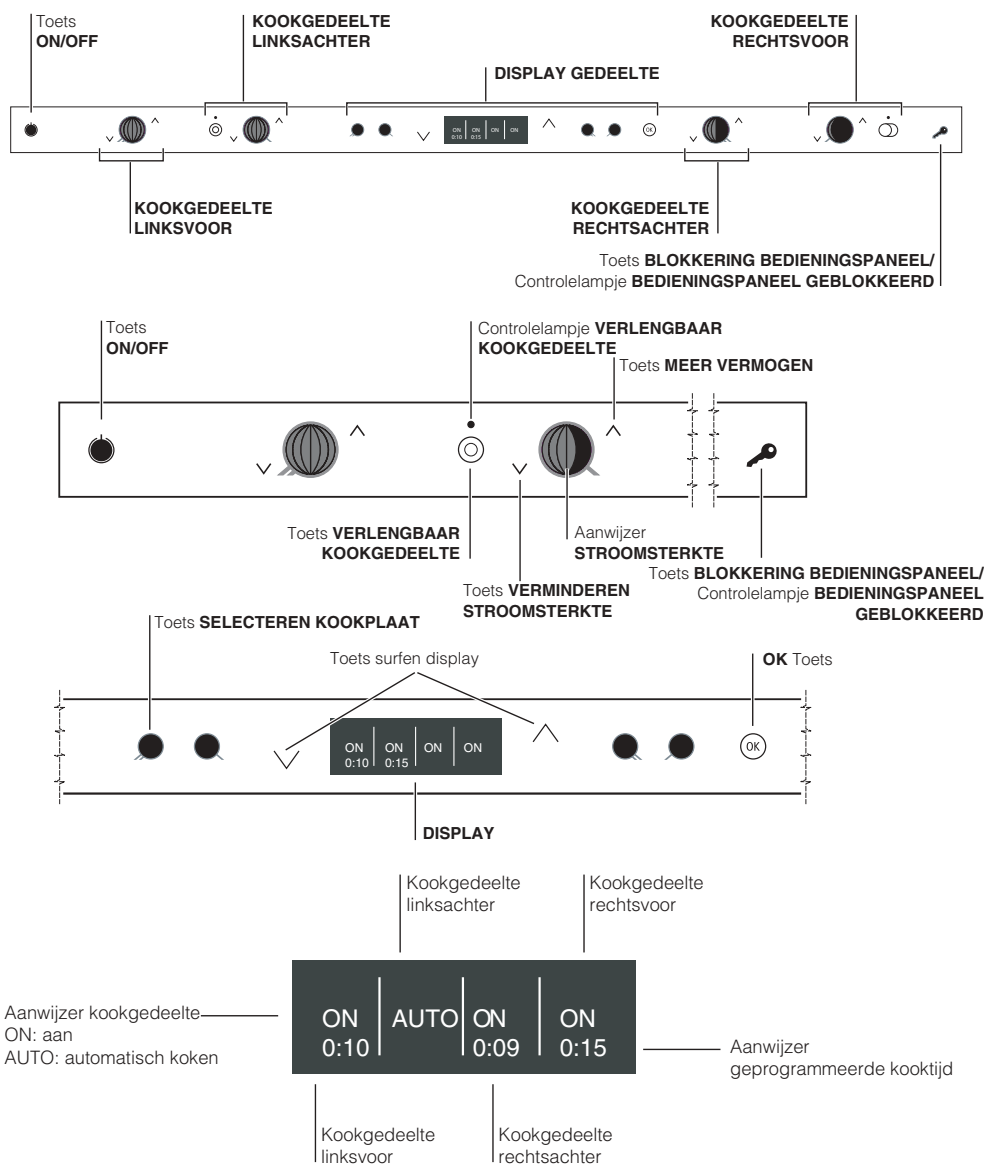 Toets
ON/OFF
KOOKGEDEELTE
LINKSACHTER
KOOKGEDEELTE
RECHTSVOOR
DISPLAY GEDEELTE
ON ON ON ON
0:10 0:15
OK
KOOKGEDEELTE
LINKSVOOR
KOOKGEDEELTE
RECHTSACHTER
Toets BLOKKERING BEDIENINGSPANEEL/
Controlelampje BEDIENINGSPANEEL GEBLOKKEERD
Toets
ON/OFF
Controlelampje VERLENGBAAR
KOOKGEDEELTE
Toets MEER VERMOGEN
Toets VERLENGBAAR
KOOKGEDEELTE
Aanwijzer
STROOMSTERKTE
Toets VERMINDEREN
STROOMSTERKTE
Toets BLOKKERING BEDIENINGSPANEEL/
Controlelampje BEDIENINGSPANEEL
GEBLOKKEERD
Toets SELECTEREN KOOKPLAAT
Toets surfen display
OK Toets
ON ON ON ON
0:10 0:15
OK
DISPLAY
Kookgedeelte
linksachter
Kookgedeelte
rechtsvoor
Aanwijzer kookgedeelte
ON: aan
AUTO: automatisch koken
ON AUTO ON ON
0:10 0:09 0:15
Aanwijzer
geprogrammeerde kooktijd
Kookgedeelte
linksvoor
Kookgedeelte
rechtsachter